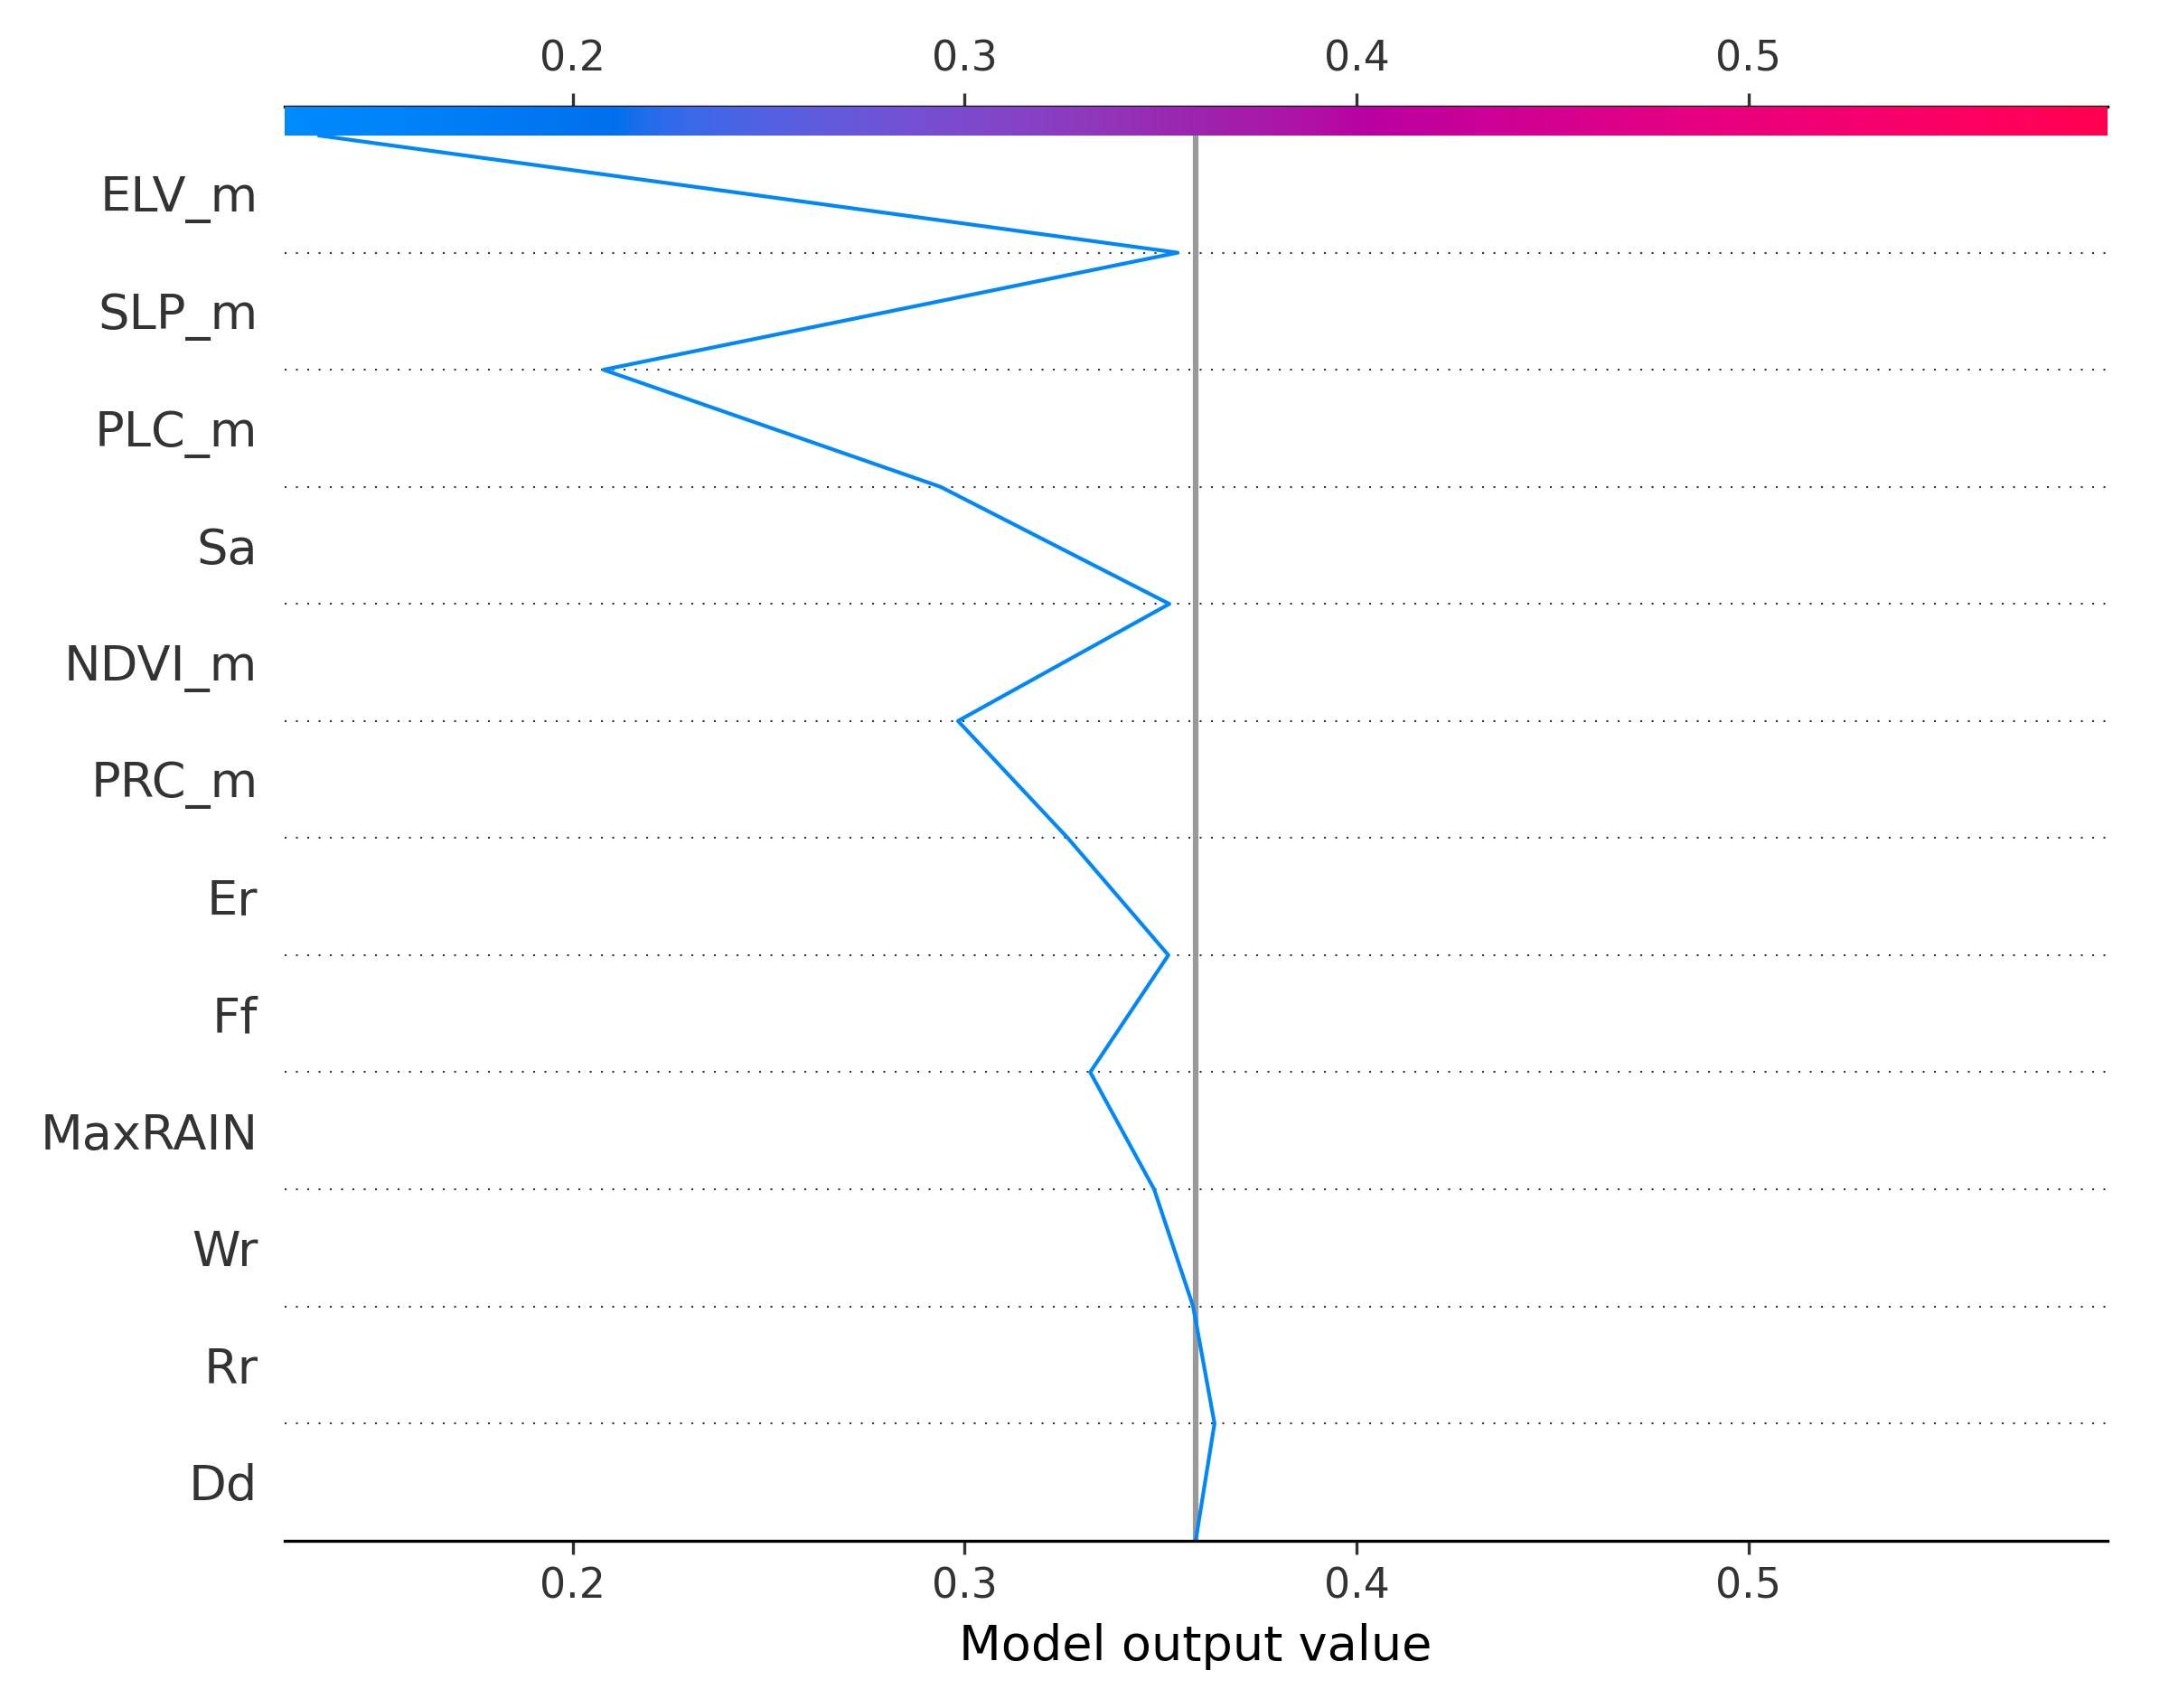 0.2 0.3 0.4 0.5
ELV_m
SLP_m
PLC_m
Sa
NDVI_m
PRC_m
Er
Ff
MaxRAIN
Wr
Rr
Dd
0.2 0.3 0.4 0.5
Model output value